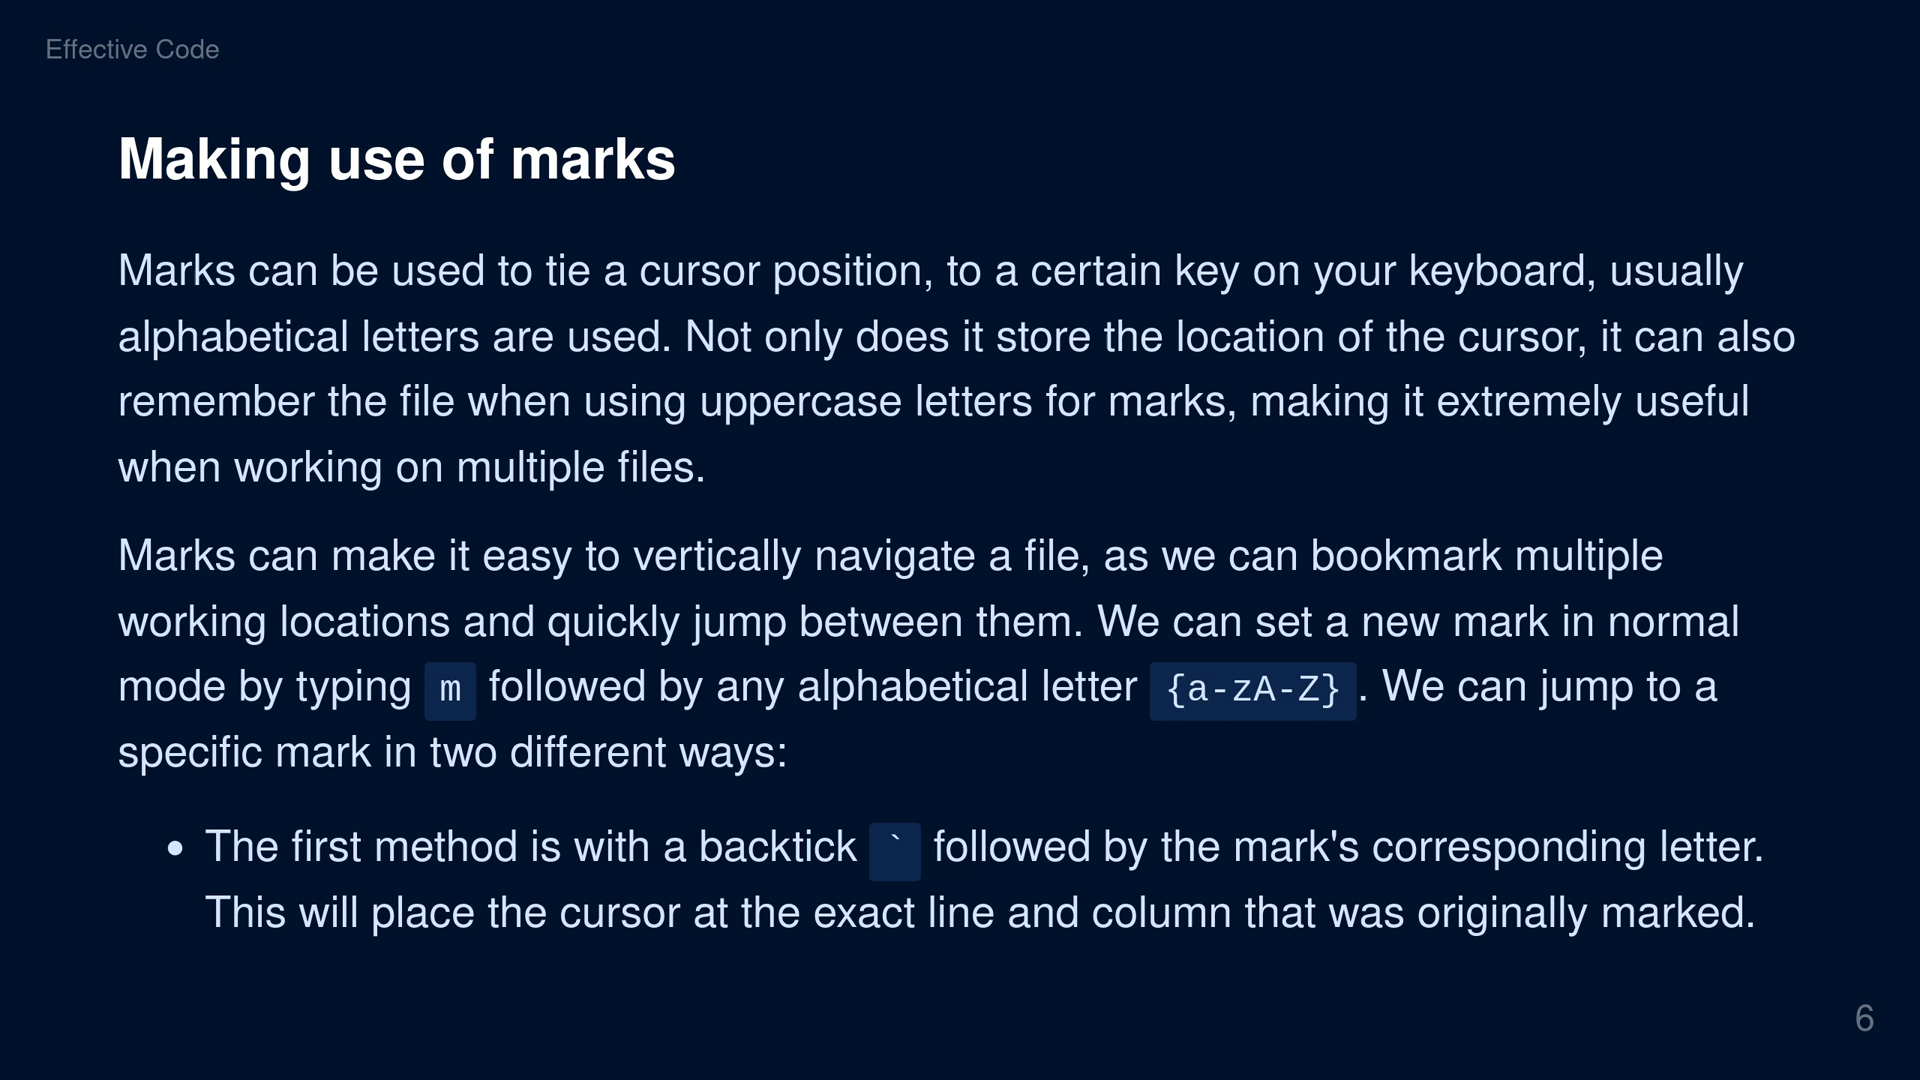 Effective Code
Making use of marks
Marks can be used to tie a cursor position, to a certain key on your keyboard, usually
alphabetical letters are used. Not only does it store the location of the cursor, it can also
remember the file when using uppercase letters for marks, making it extremely useful
when working on multiple files.
Marks can make it easy to vertically navigate a file, as we can bookmark multiple
working locations and quickly jump between them. We can set a new mark in normal
mode by typing m followed by any alphabetical letter {a-zA-Z}. We can jump to a
specific mark in two different ways:
• The first method is with a backtick ` followed by the mark's corresponding letter.
This will place the cursor at the exact line and column that was originally marked.
6